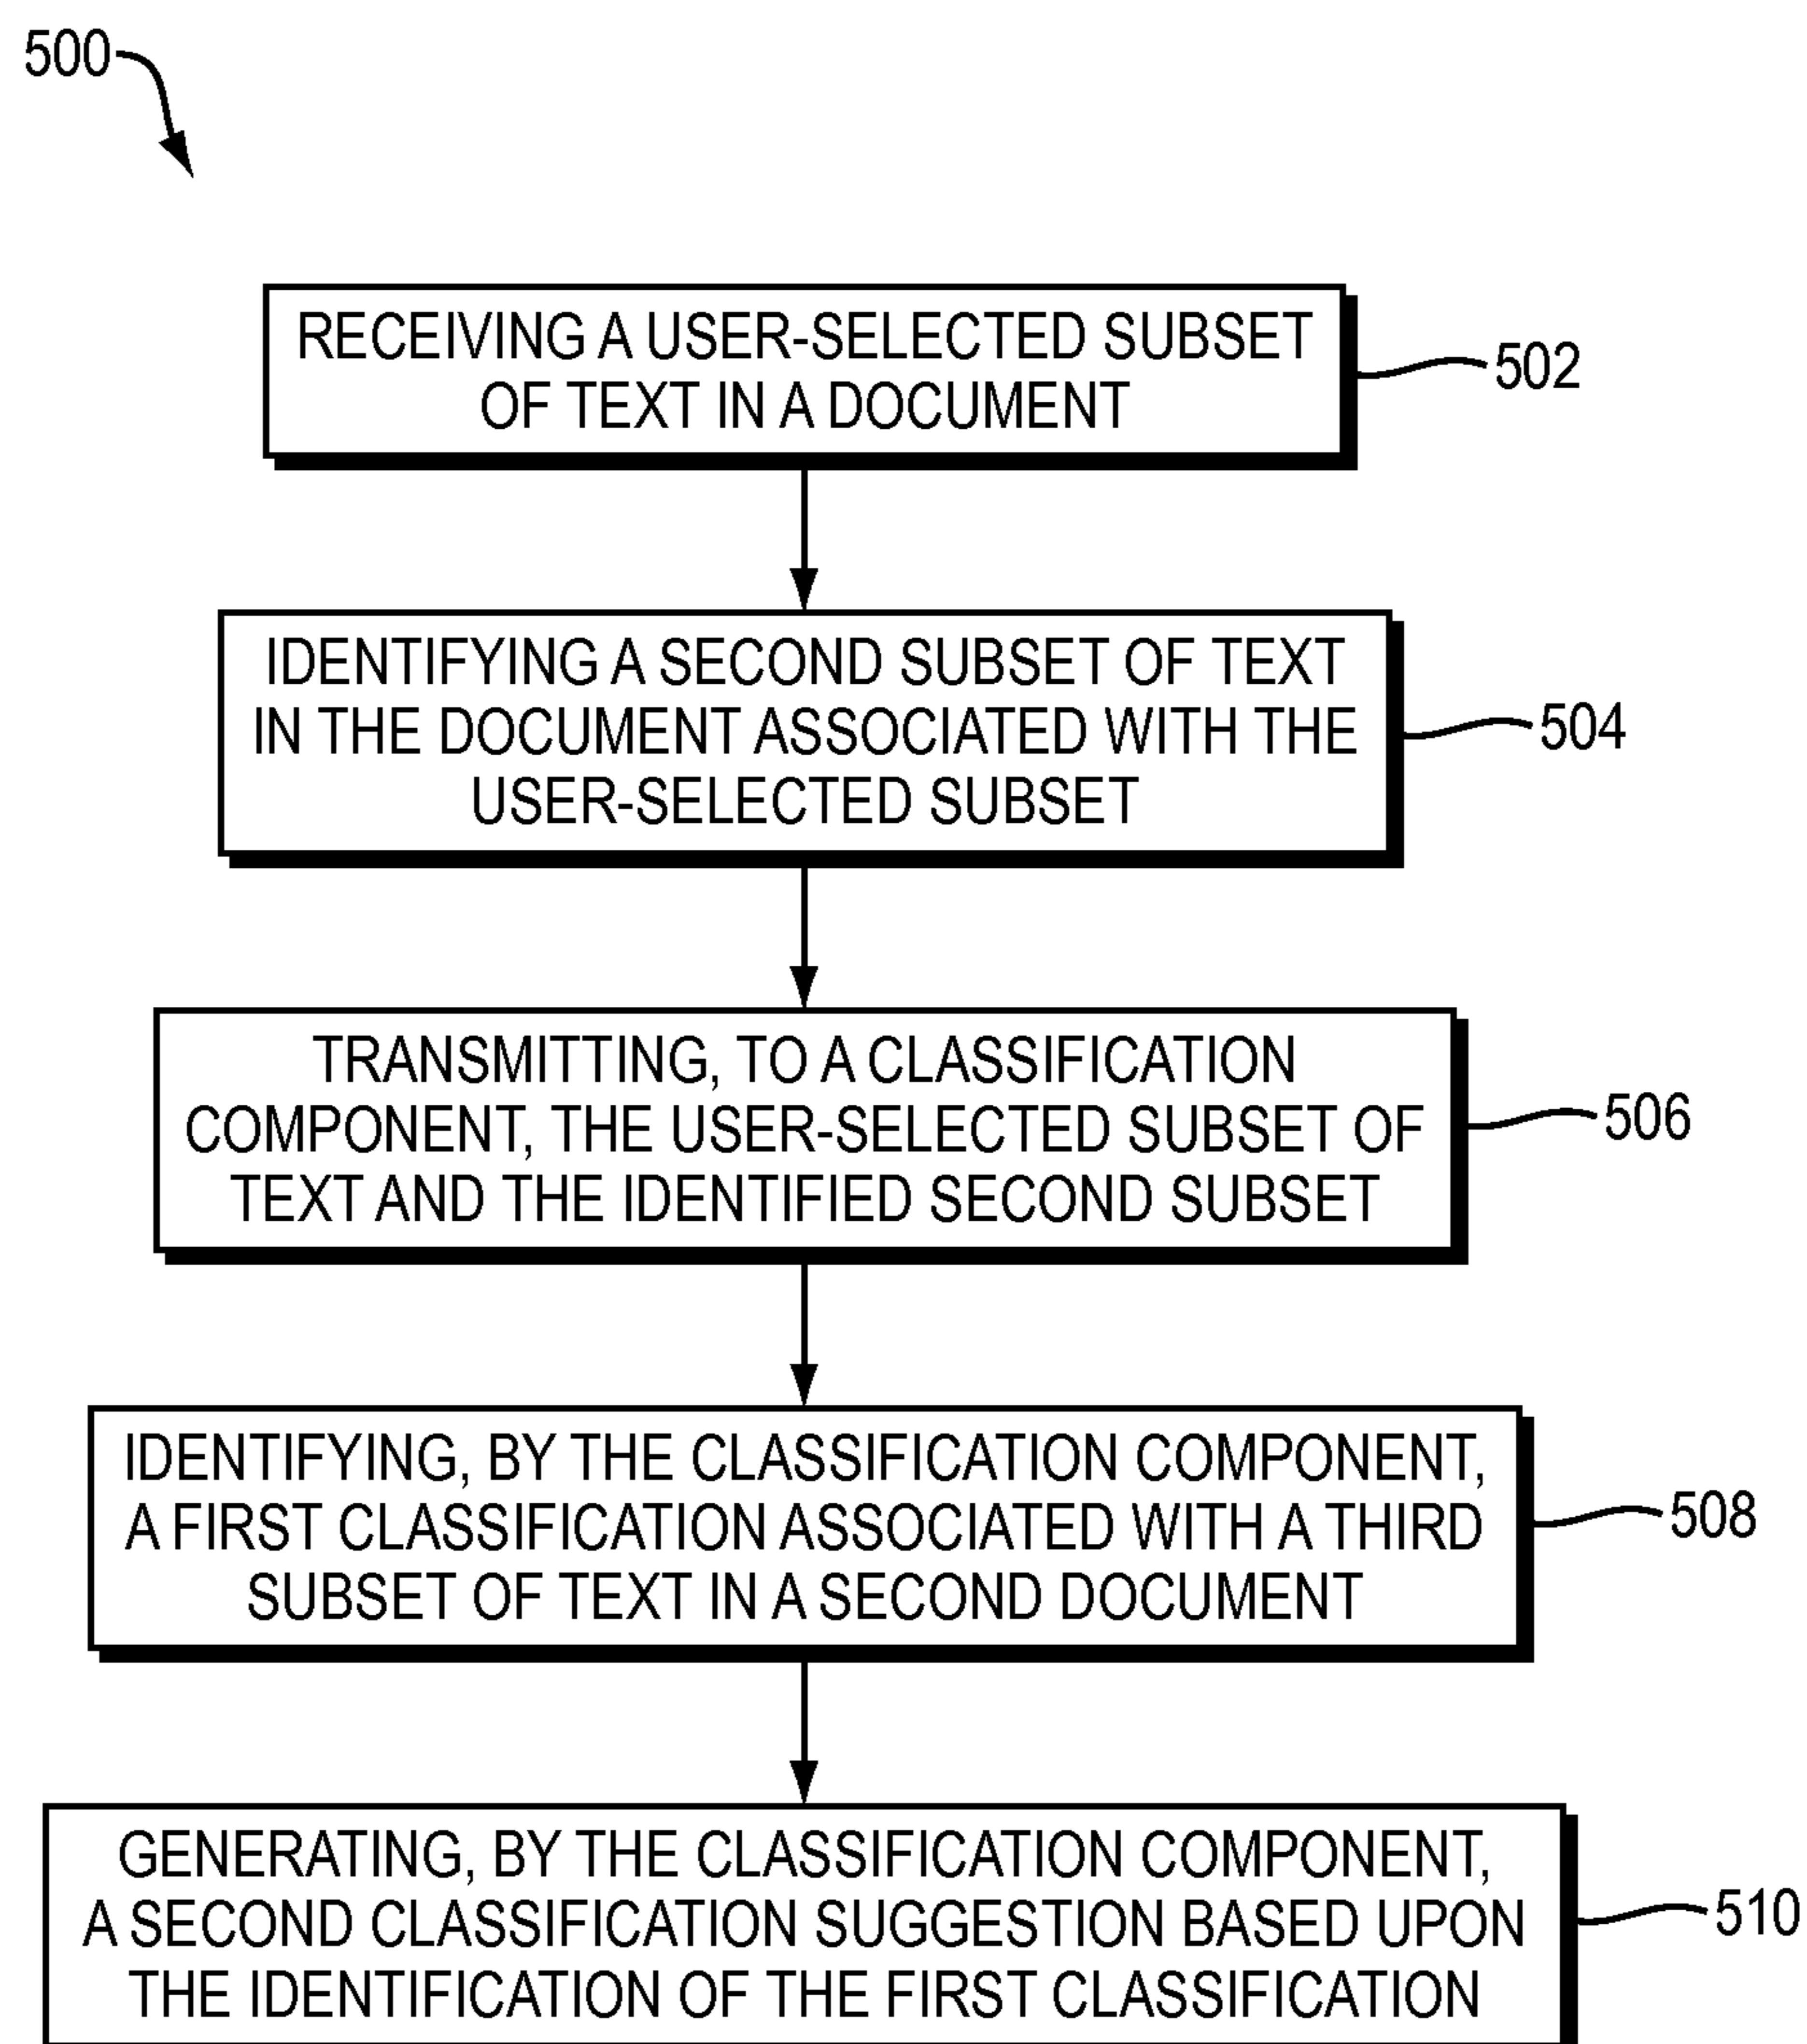 500
RECEIVING A USER-SELECTED SUBSET
OF TEXT IN A DOCUMENT
502
IDENTIFYING A SECOND SUBSET OF TEXT
IN THE DOCUMENT ASSOCIATED WITH THE
USER-SELECTED SUBSET
504
TRANSMITTING, TO A CLASSIFICATION
COMPONENT, THE USER-SELECTED SUBSET OF
TEXT AND THE IDENTIFIED SECOND SUBSET
506
IDENTIFYING, BY THE CLASSIFICATION COMPONENT,
A FIRST CLASSIFICATION ASSOCIATED WITH A THIRD
SUBSET OF TEXT IN A SECOND DOCUMENT
508
GENERATING, BY THE CLASSIFICATION COMPONENT,
A SECOND CLASSIFICATION SUGGESTION BASED UPON
THE IDENTIFICATION OF THE FIRST CLASSIFICATION
510